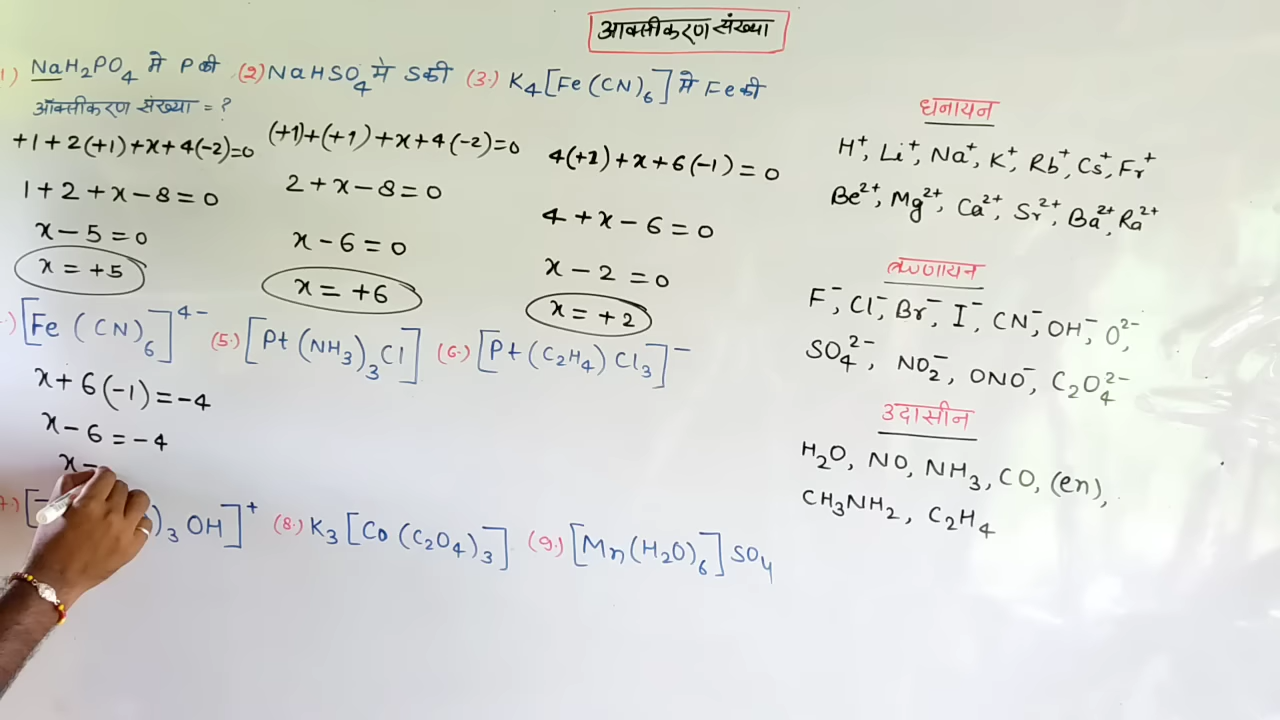 आक्सीकरण संख्या
1) NaH₂PO₄ मे P की (2) NaHSO₄ मे S की (3.) K₄[Fe(CN)₆] मे Fe की
ऑक्सीकरण संख्या = ?
+1+2(+1)+x+4(-2)=0
1+2+x-8=0
x-5=0
x=+5
(+1)+(+1)+x+4(-2)=0
2+x-8=0
x-6=0
x=+6
4(+1)+x+6(-1)=0
4+x-6=0
x-2=0
x=+2
.) [Fe(CN)₆]⁴⁻ (5.) [Pt(NH₃)₃Cl] (6.) [Pt(C₂H₄)Cl₃]⁻
x+6(-1)=-4
x-6=-4
x-
7.) [ )₃OH]⁺ (8.) K₃[Co(C₂O₄)₃] (9.) [Mn(H₂O)₆]SO₄
धनायन
H⁺, Li⁺, Na⁺, K⁺, Rb⁺, Cs⁺, Fr⁺
Be²⁺, Mg²⁺, Ca²⁺, Sr²⁺, Ba²⁺, Ra²⁺
ऋणायन
F⁻, Cl⁻, Br⁻, I⁻, CN⁻, OH⁻, O²⁻,
SO₄²⁻, NO₂⁻, ONO⁻, C₂O₄²⁻
उदासीन
H₂O, NO, NH₃, CO, (en),
CH₃NH₂, C₂H₄